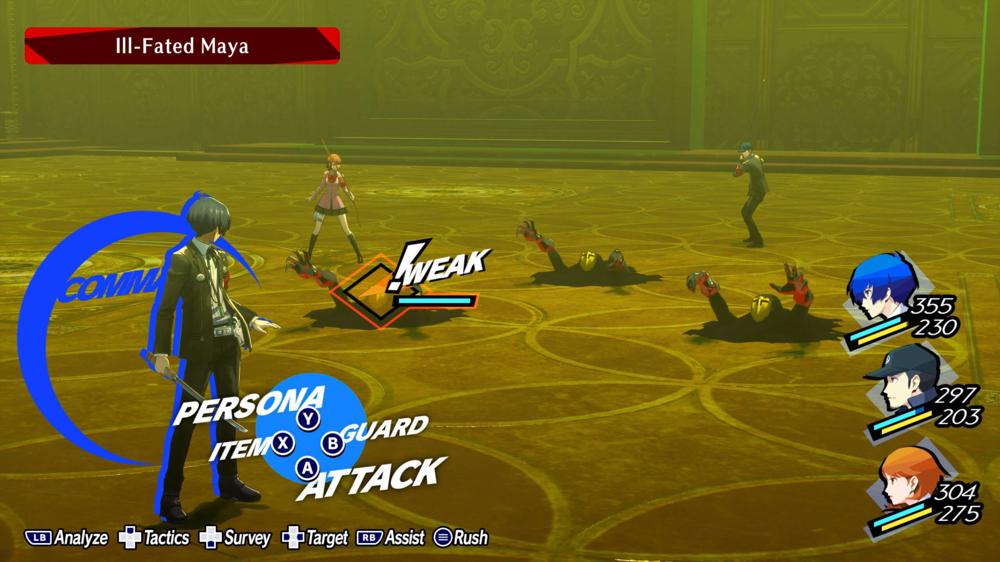 Ill-Fated Maya
! WEAK
COMMA
355
230
297
203
304
275
PERSONA
Y
ITEM X
B GUARD
A
ATTACK
LB Analyze Tactics Survey Target RB Assist Rush